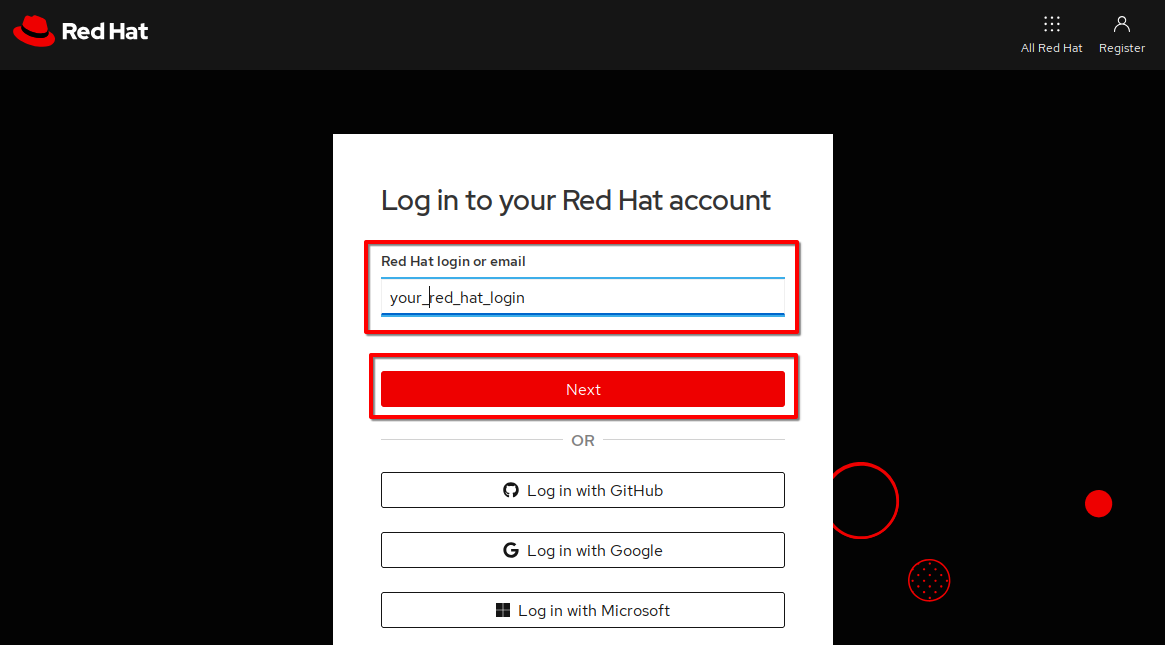 Red Hat
All Red Hat
Register
Log in to your Red Hat account
Red Hat login or email
your_red_hat_login
Next
OR
Log in with GitHub
Log in with Google
Log in with Microsoft